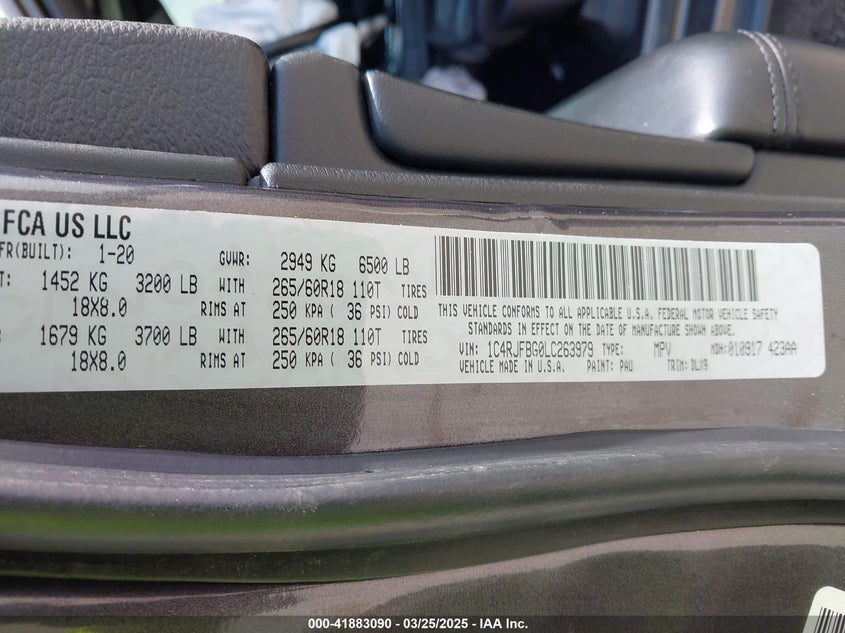 FCA US LLC
FR(BUILT): 1-20 GVWR: 2949 KG 6500 LB
T: 1452 KG 3200 LB WITH 265/60R18 110T TIRES
18X8.0 RIMS AT 250 KPA ( 36 PSI) COLD
: 1679 KG 3700 LB WITH 265/60R18 110T TIRES
18X8.0 RIMS AT 250 KPA ( 36 PSI) COLD
THIS VEHICLE CONFORMS TO ALL APPLICABLE U.S.A. FEDERAL MOTOR VEHICLE SAFETY
STANDARDS IN EFFECT ON THE DATE OF MANUFACTURE SHOWN ABOVE.
VIN: 1C4RJFBG0LC263979 TYPE: MPV MDH:010917 423AA
VEHICLE MADE IN U.S.A. PAINT: PAU TRIM: DLX9
000-41883090 - 03/25/2025 - IAA Inc.